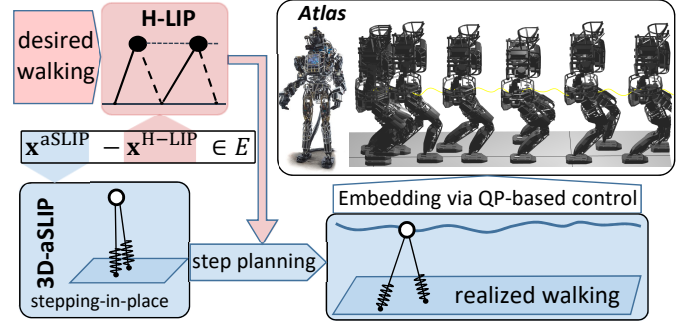 desired
walking
H-LIP
Atlas
𝐱^aSLIP − 𝐱^H−LIP ∈ E
Embedding via QP-based control
3D-aSLIP
stepping-in-place
step planning
realized walking